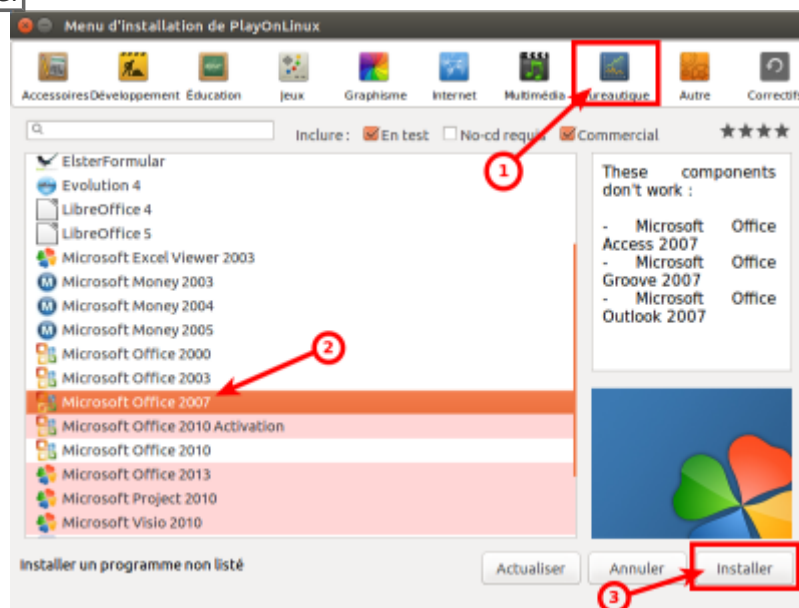 Menu d'installation de PlayOnLinux
Accessoires Développement Éducation Jeux Graphisme Internet Multimédia ureautique Autre Correctifs
Inclure : En test No-cd requis Commercial ★★★★
ElsterFormular
Evolution 4
LibreOffice 4
LibreOffice 5
Microsoft Excel Viewer 2003
Microsoft Money 2003
Microsoft Money 2004
Microsoft Money 2005
Microsoft Office 2000
Microsoft Office 2003
Microsoft Office 2007
Microsoft Office 2010 Activation
Microsoft Office 2010
Microsoft Office 2013
Microsoft Project 2010
Microsoft Visio 2010
These components
don't work :
- Microsoft Office
Access 2007
- Microsoft Office
Groove 2007
- Microsoft Office
Outlook 2007
1
2
Installer un programme non listé
Actualiser Annuler Installer
3